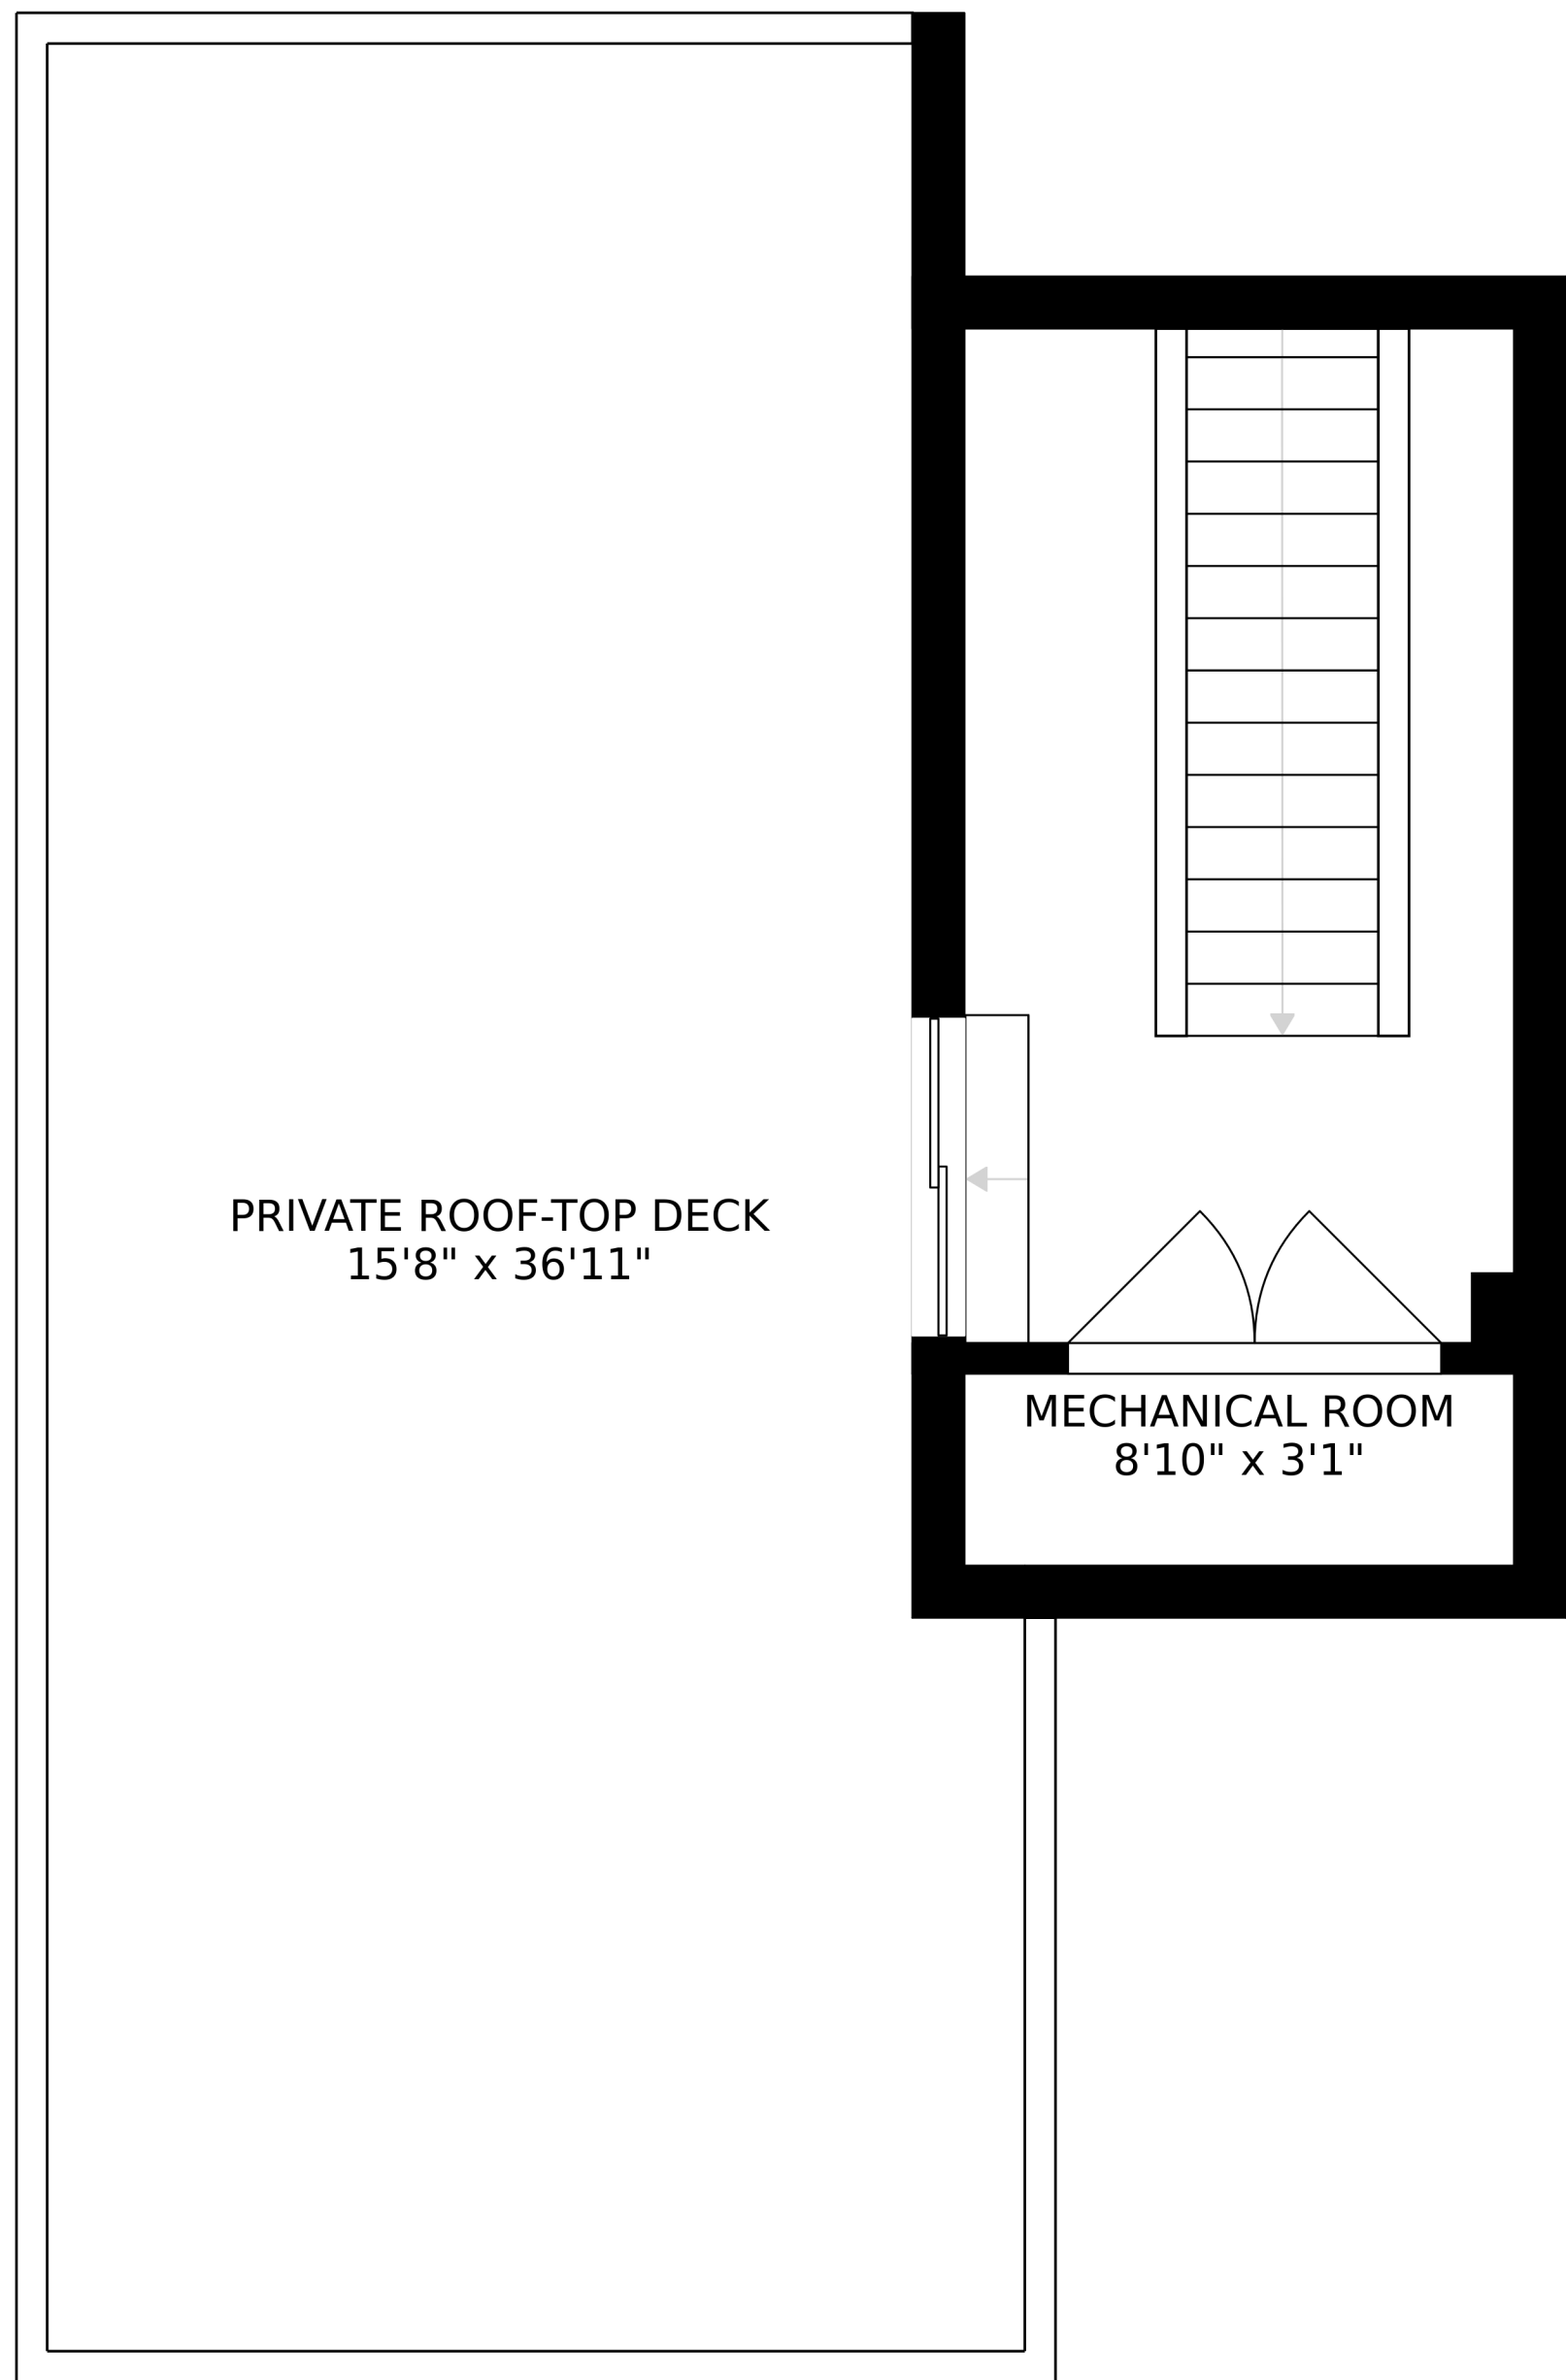 PRIVATE ROOF-TOP DECK
15'8" x 36'11"
MECHANICAL ROOM
8'10" x 3'1"